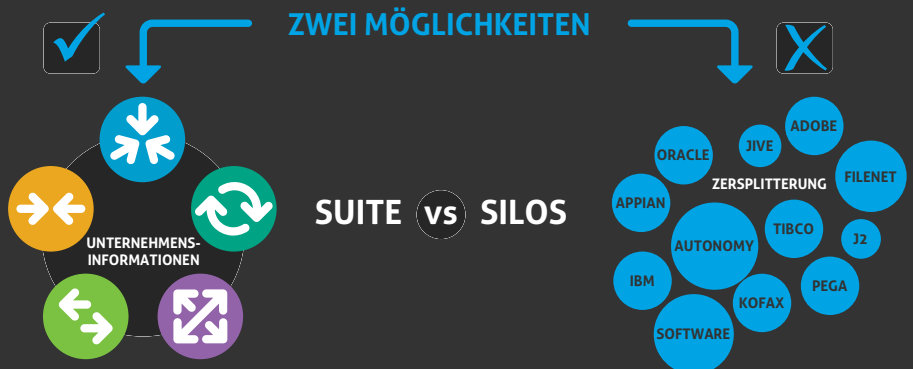 ZWEI MÖGLICHKEITEN
UNTERNEHMENS-
INFORMATIONEN
SUITE vs SILOS
ADOBE
JIVE
ORACLE
FILENET
ZERSPLITTERUNG
APPIAN
TIBCO
J2
AUTONOMY
IBM
PEGA
KOFAX
SOFTWARE